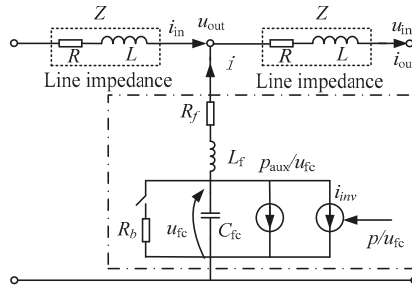 Z
i_in
u_out
Z
u_in
R
L
i
R
L
i_ou
Line impedance
Line impedance
R_f
L_f
p_aux/u_fc
i_inv
R_b
u_fc
C_fc
p/u_fc